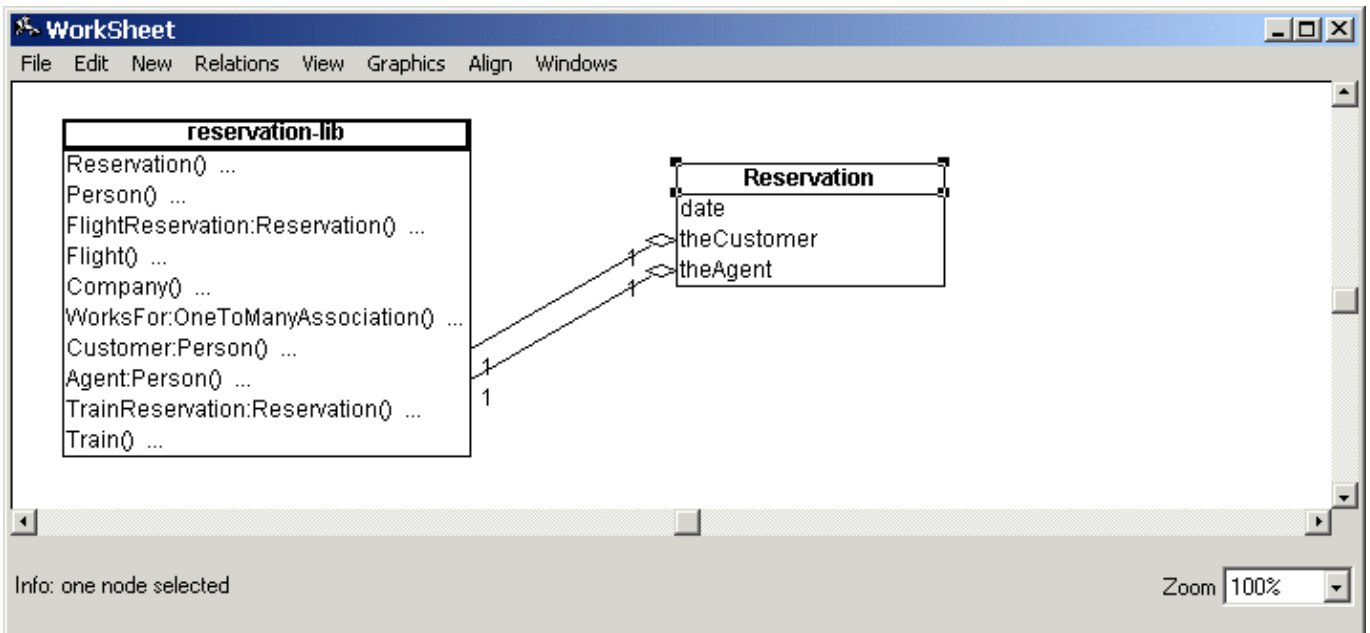 WorkSheet
File Edit New Relations View Graphics Align Windows
reservation-lib
Reservation() ...
Person() ...
FlightReservation:Reservation() ...
Flight() ...
Company() ...
WorksFor:OneToManyAssociation() ...
Customer:Person() ...
Agent:Person() ...
TrainReservation:Reservation() ...
Train() ...
1
1
1
1
Reservation
date
theCustomer
theAgent
Info: one node selected
Zoom 100%